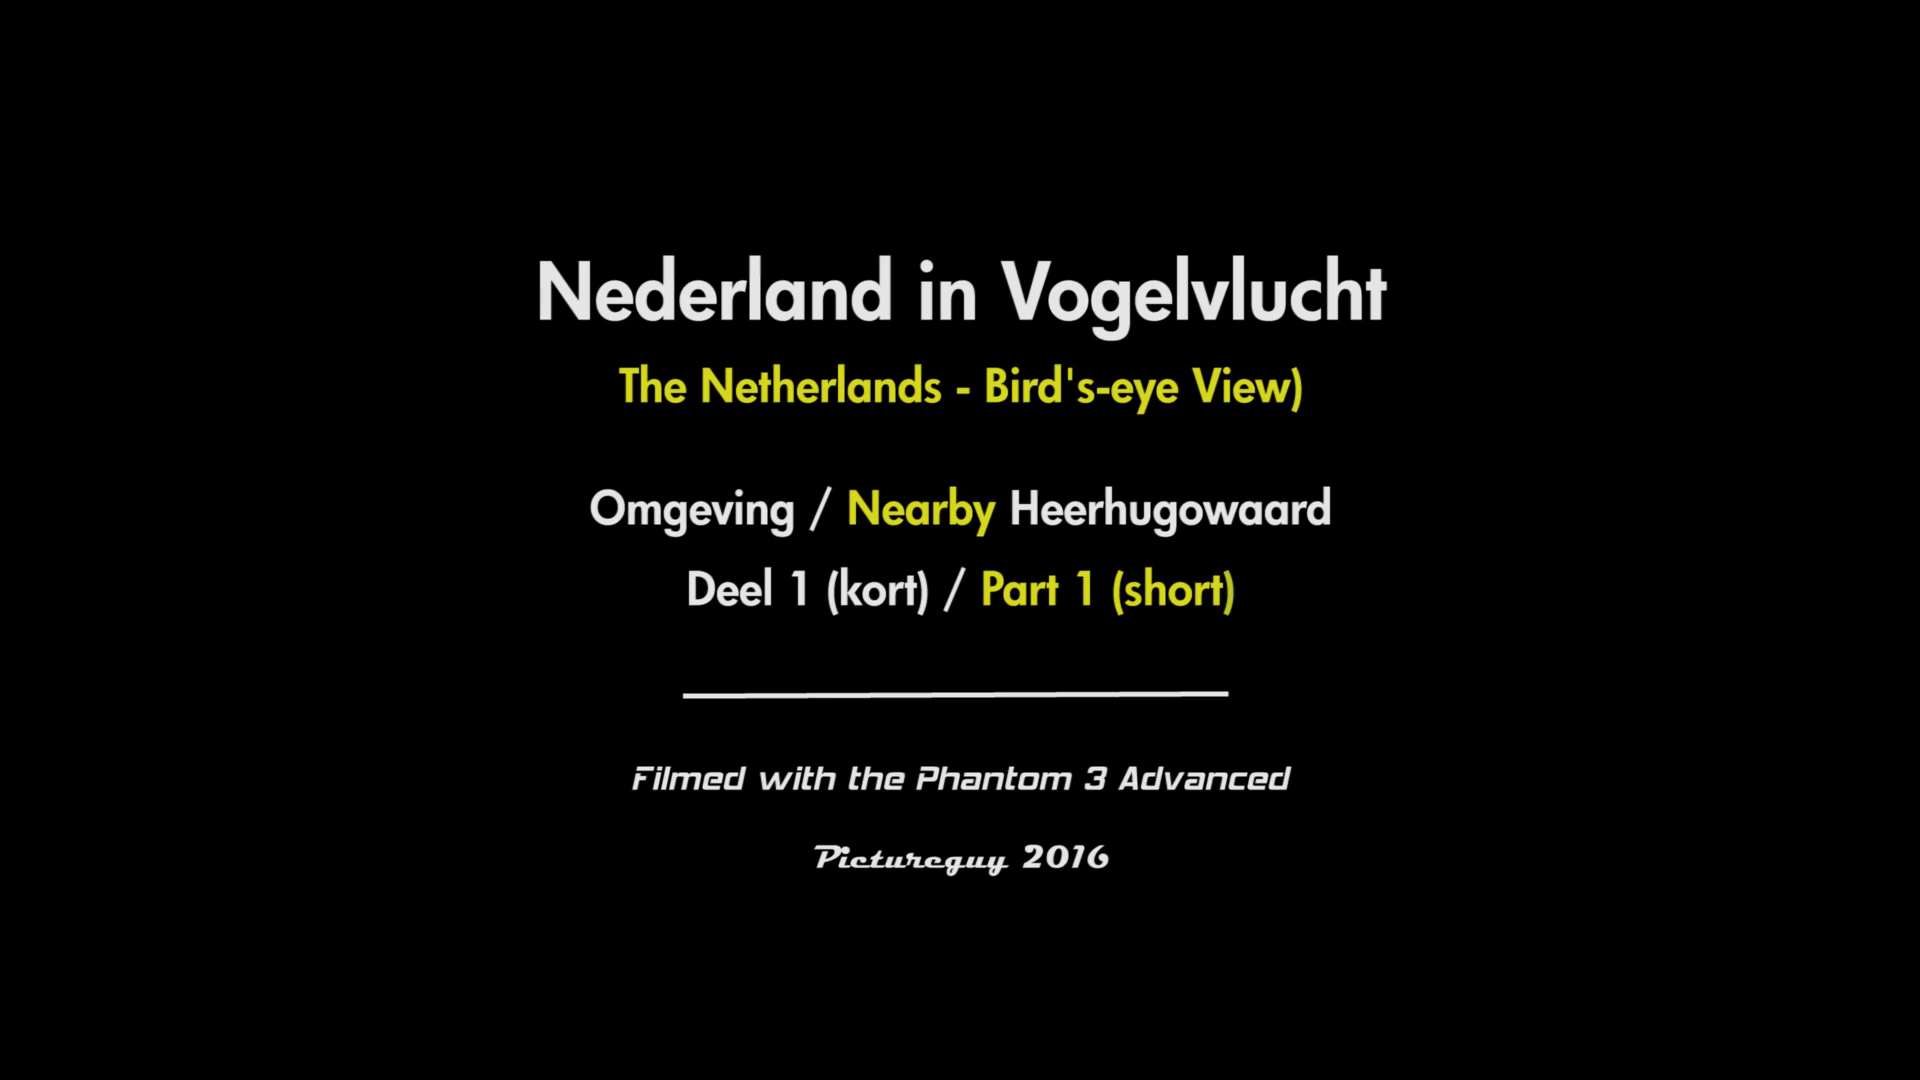 Nederland in Vogelvlucht
The Netherlands - Bird's-eye View)
Omgeving / Nearby Heerhugowaard
Deel 1 (kort) / Part 1 (short)
Filmed with the Phantom 3 Advanced
Pictureguy 2016